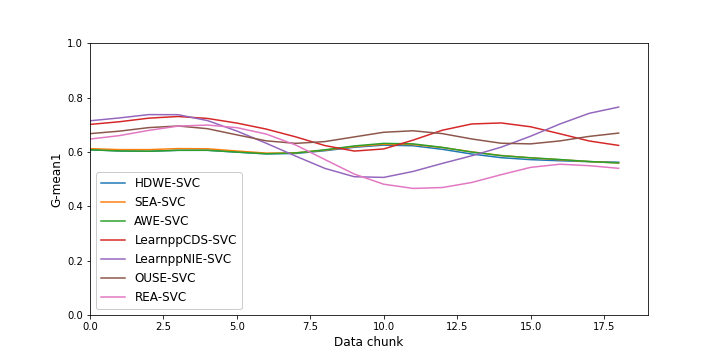 1.0
0.8
0.6
0.4
0.2
0.0
G-mean1
HDWE-SVC
SEA-SVC
AWE-SVC
LearnppCDS-SVC
LearnppNIE-SVC
OUSE-SVC
REA-SVC
0.0 2.5 5.0 7.5 10.0 12.5 15.0 17.5
Data chunk